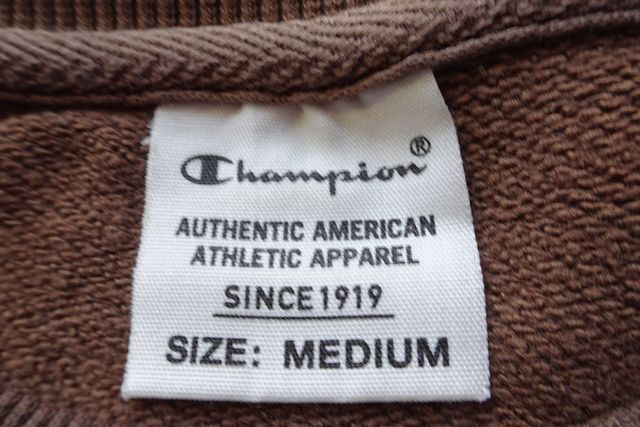 Champion®
AUTHENTIC AMERICAN
ATHLETIC APPAREL
SINCE1919
SIZE: MEDIUM